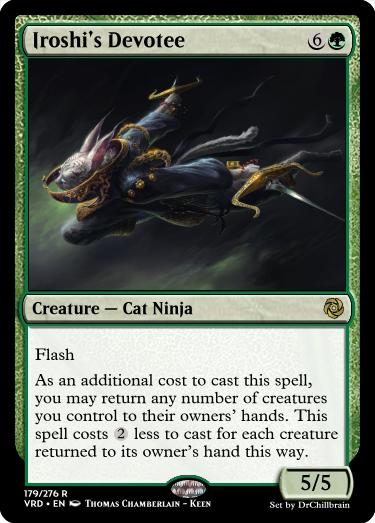 Iroshi's Devotee 6
Creature — Cat Ninja
Flash
As an additional cost to cast this spell,
you may return any number of creatures
you control to their owners' hands. This
spell costs 2 less to cast for each creature
returned to its owner's hand this way.
5/5
179/276 R
VRD • EN Thomas Chamberlain - Keen
Set by DrChillbrain